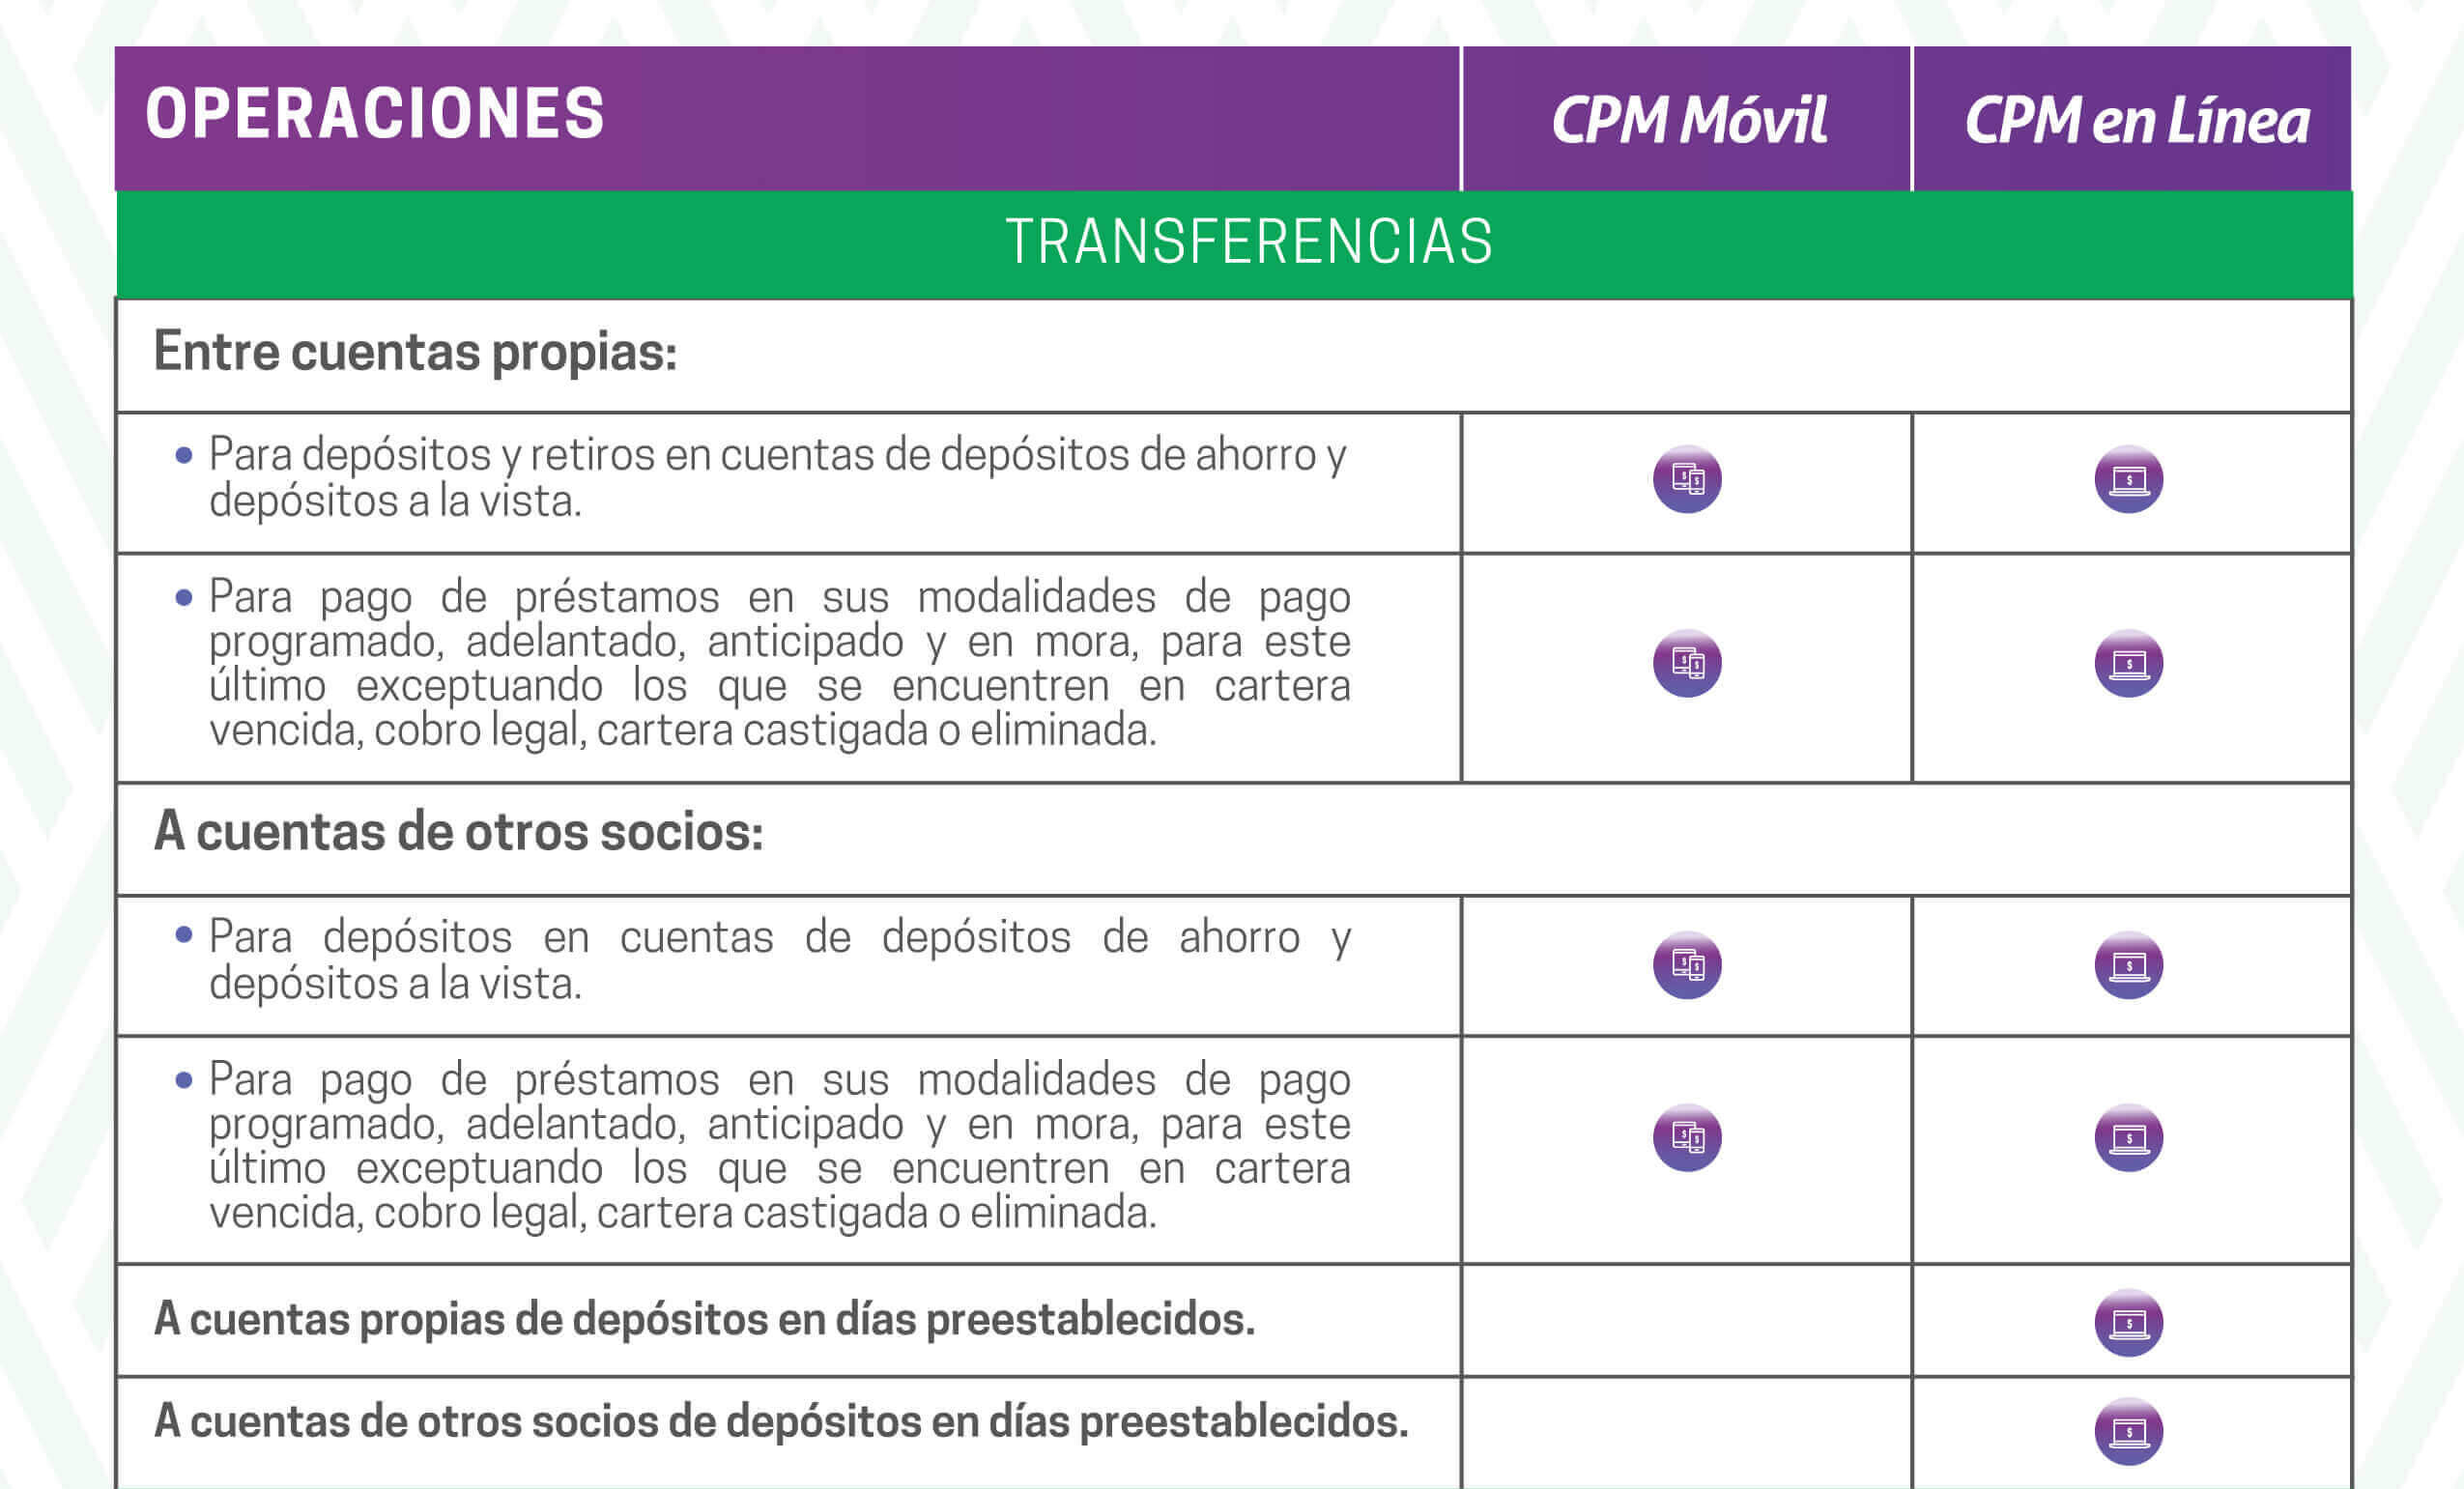 OPERACIONES CPM Móvil CPM en Línea
TRANSFERENCIAS
Entre cuentas propias:
• Para depósitos y retiros en cuentas de depósitos de ahorro y
depósitos a la vista.
• Para pago de préstamos en sus modalidades de pago
programado, adelantado, anticipado y en mora, para este
último exceptuando los que se encuentren en cartera
vencida, cobro legal, cartera castigada o eliminada.
A cuentas de otros socios:
• Para depósitos en cuentas de depósitos de ahorro y
depósitos a la vista.
• Para pago de préstamos en sus modalidades de pago
programado, adelantado, anticipado y en mora, para este
último exceptuando los que se encuentren en cartera
vencida, cobro legal, cartera castigada o eliminada.
A cuentas propias de depósitos en días preestablecidos.
A cuentas de otros socios de depósitos en días preestablecidos.